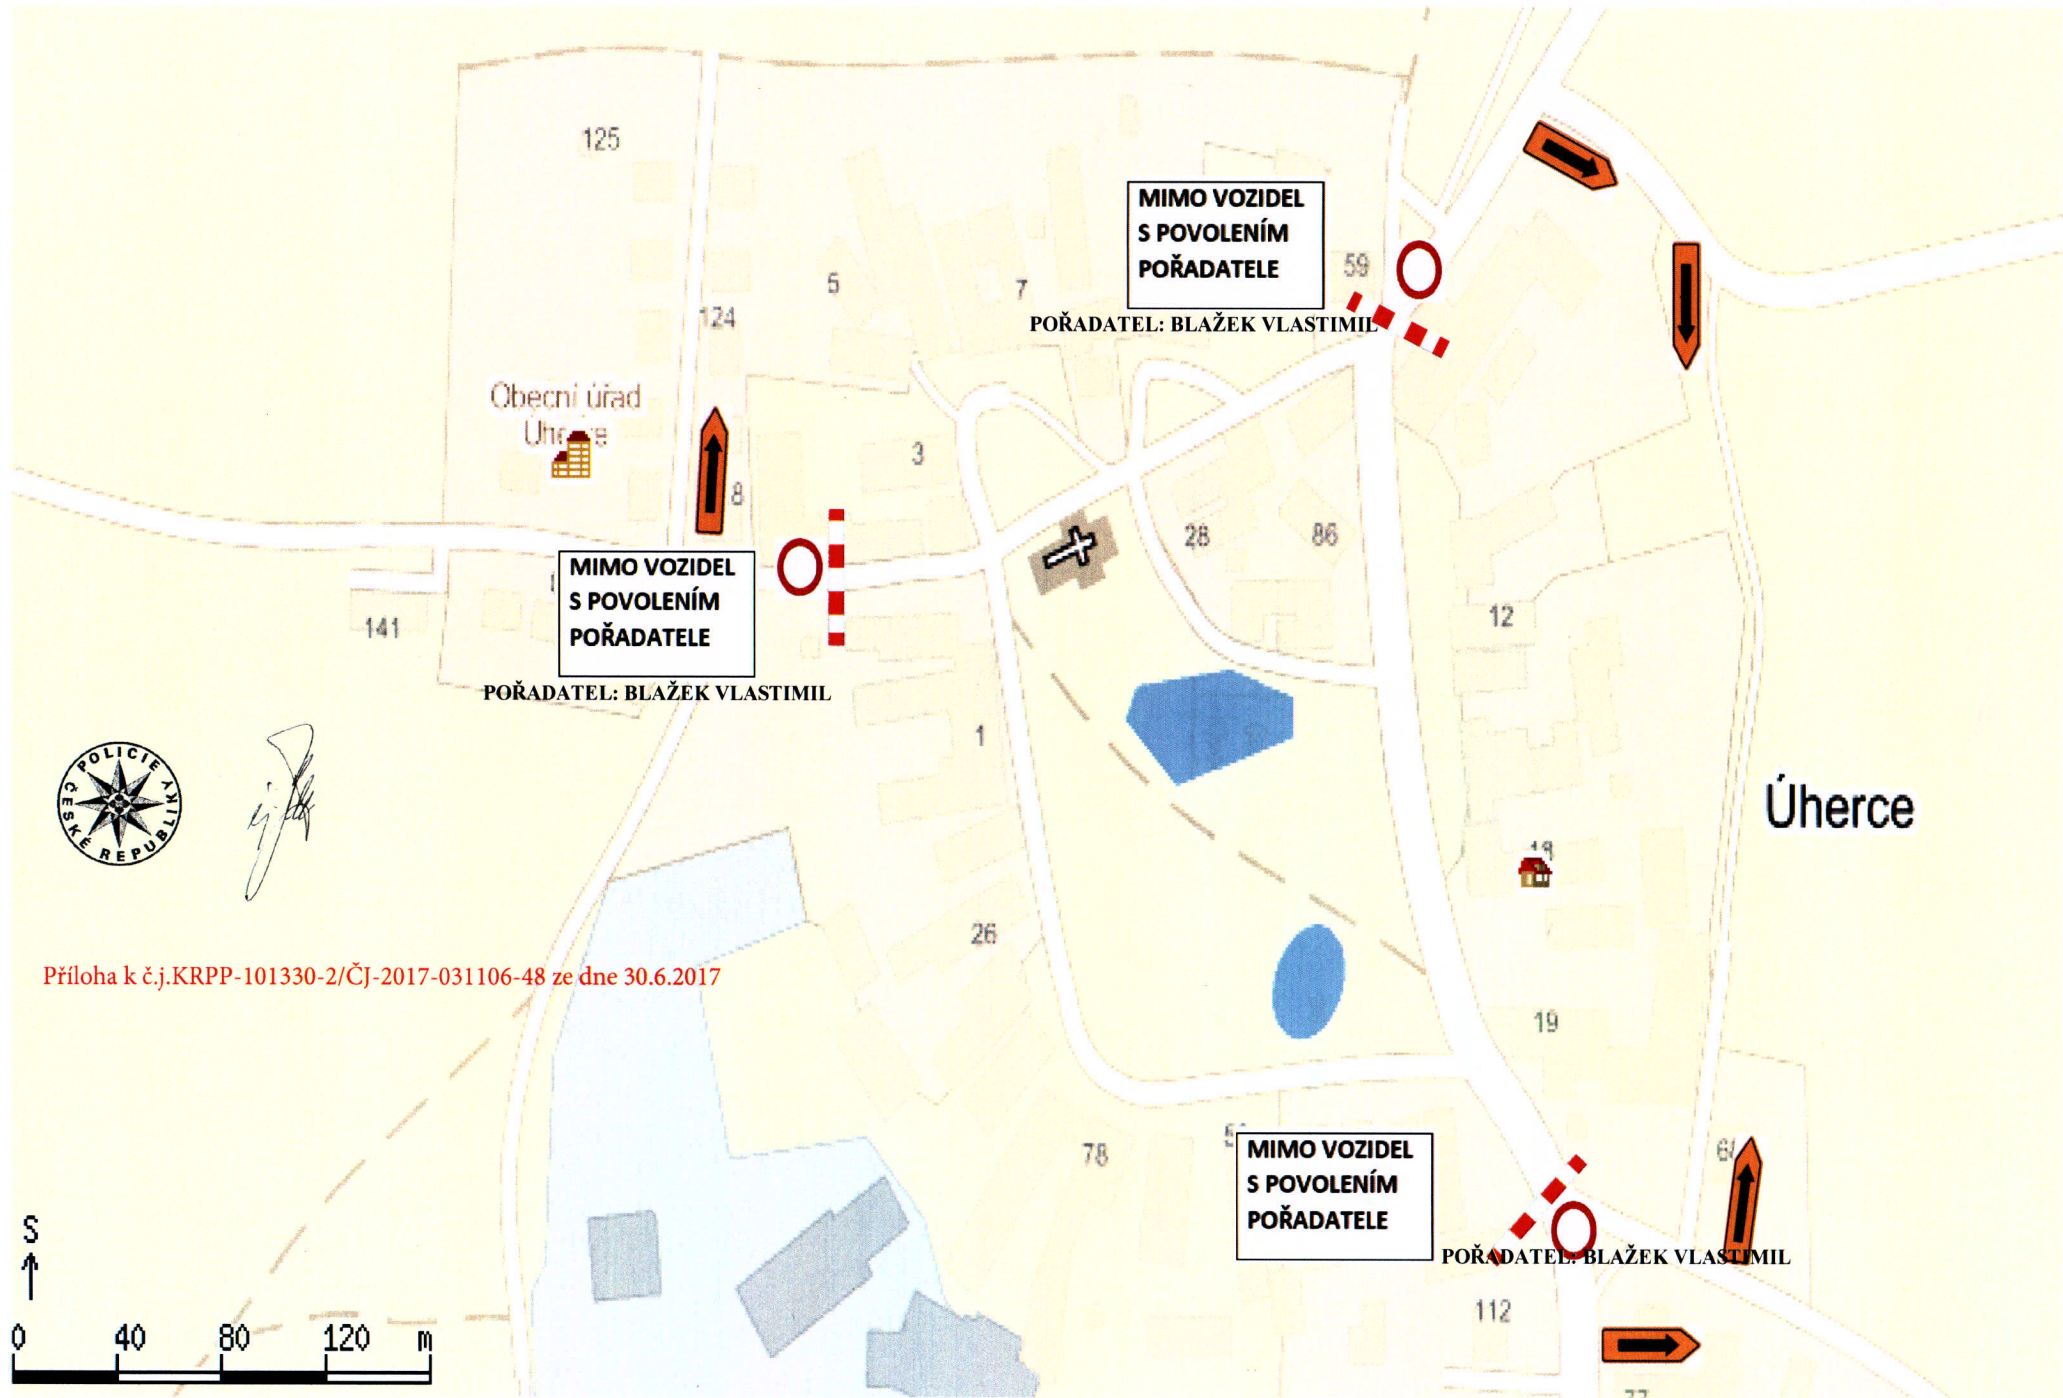 125
MIMO VOZIDEL
S POVOLENÍM
POŘADATELE
59
5
7
124
POŘADATEL: BLAŽEK VLASTIMIL
Obecní úřad
3
8
28
86
MIMO VOZIDEL
S POVOLENÍM
POŘADATELE
12
141
POŘADATEL: BLAŽEK VLASTIMIL
1
POLICIE ČESKÉ REPUBLIKY
Úherce
18
26
Příloha k č.j.KRPP-101330-2/ČJ-2017-031106-48 ze dne 30.6.2017
19
78
MIMO VOZIDEL
S POVOLENÍM
POŘADATELE
S
POŘADATEL: BLAŽEK VLASTIMIL
112
0 40 80 120 m